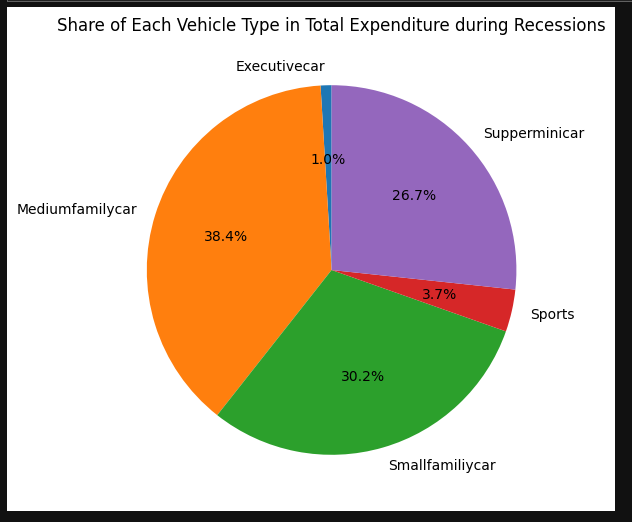 Share of Each Vehicle Type in Total Expenditure during Recessions
Executivecar
Supperminicar
1.0%
26.7%
Mediumfamilycar
38.4%
3.7%
Sports
30.2%
Smallfamiliycar